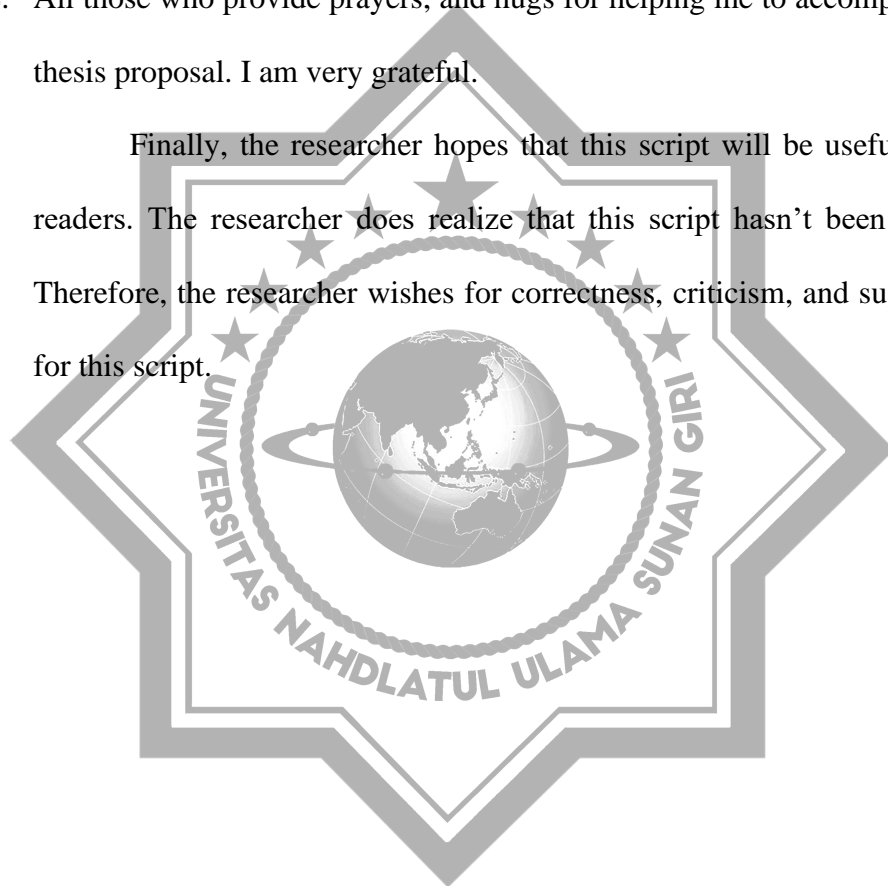 . All those who provide prayers, and hugs for helping me to accomp
thesis proposal. I am very grateful.
Finally, the researcher hopes that this script will be usefu
readers. The researcher does realize that this script hasn't been
Therefore, the researcher wishes for correctness, criticism, and su
for this script.
UNIVERSITAS NAHDLATUL ULAMA SUNAN GIRI